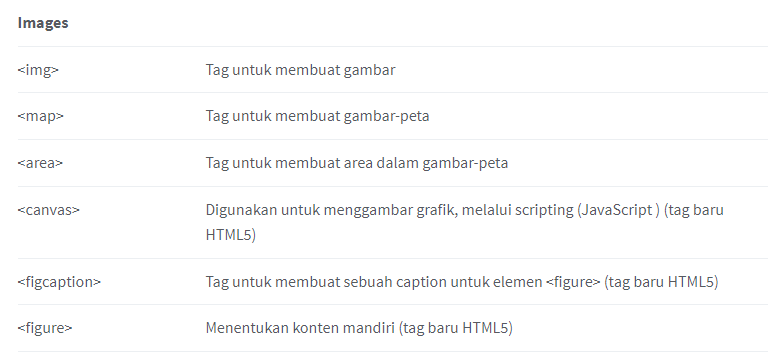 Images
<img> Tag untuk membuat gambar
<map> Tag untuk membuat gambar-peta
<area> Tag untuk membuat area dalam gambar-peta
<canvas> Digunakan untuk menggambar grafik, melalui scripting (JavaScript ) (tag baru
HTML5)
<figcaption> Tag untuk membuat sebuah caption untuk elemen <figure> (tag baru HTML5)
<figure> Menentukan konten mandiri (tag baru HTML5)